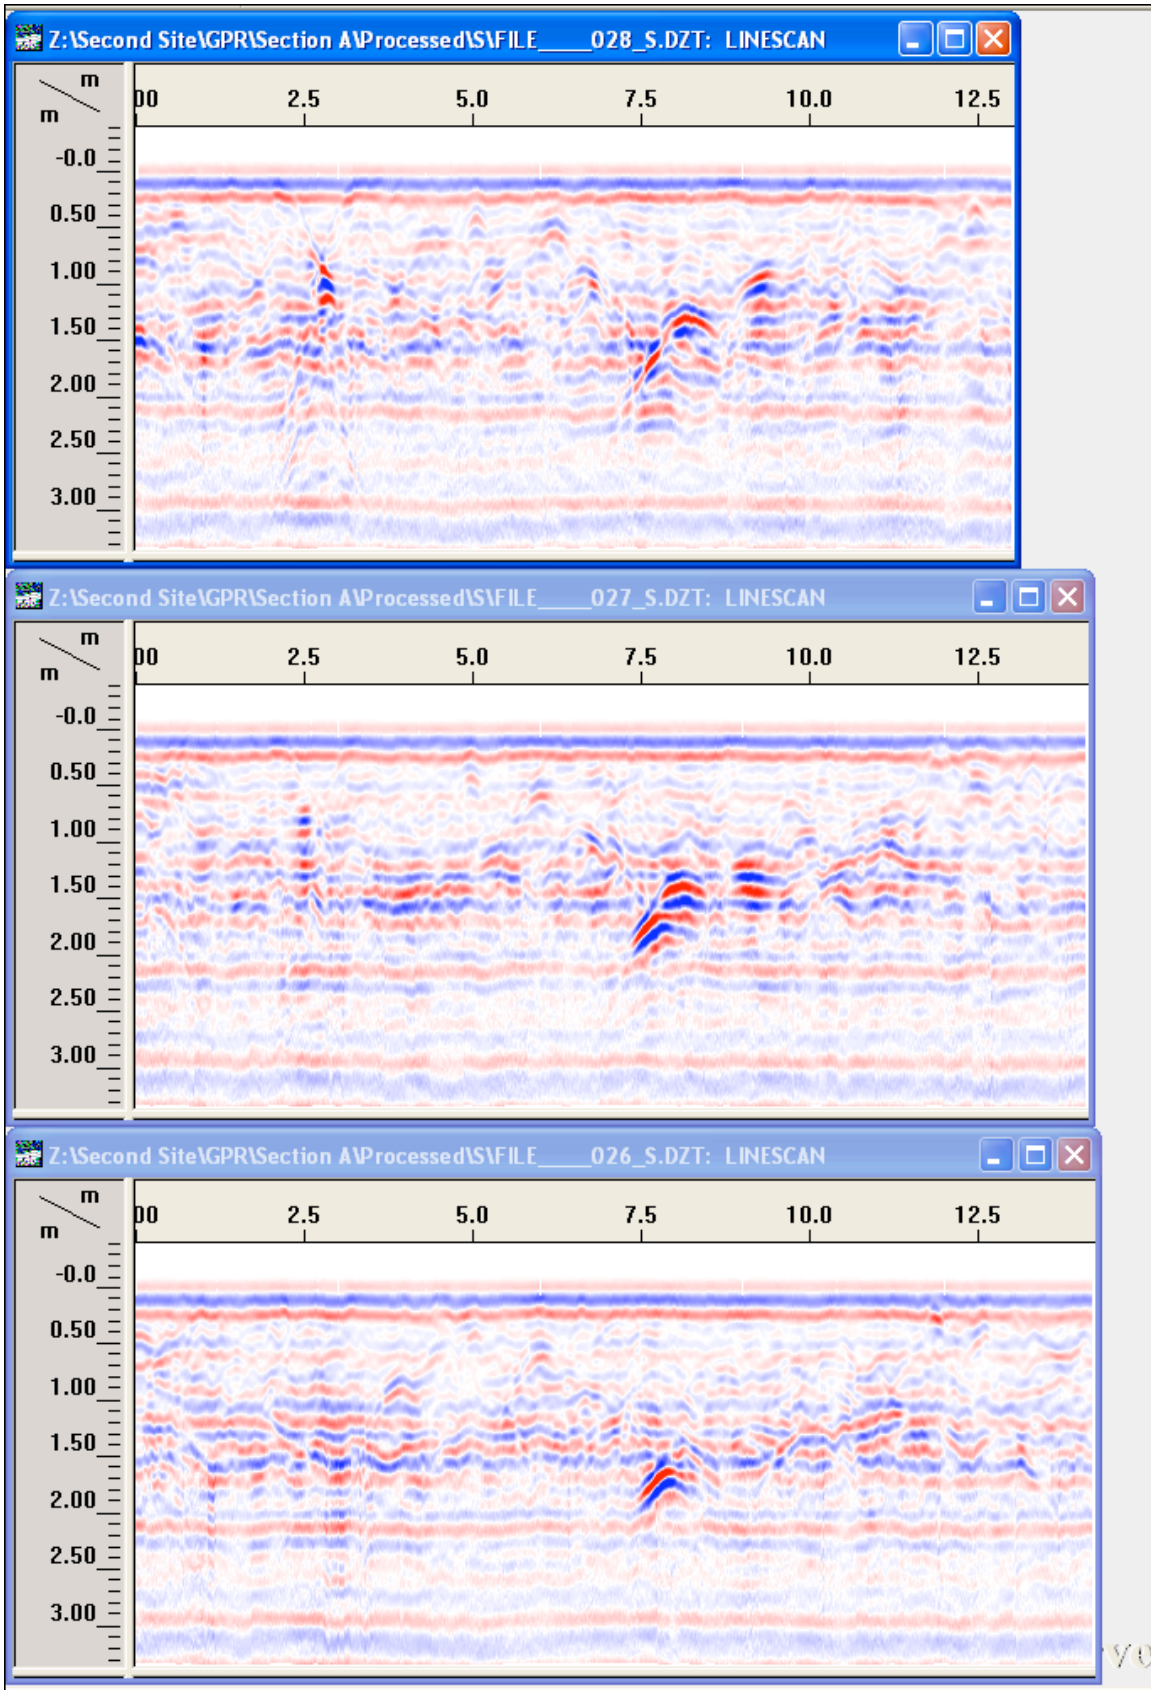 Z:\Second Site\GPR\Section A\Processed\S\FILE____028_S.DZT: LINESCAN
m
00 2.5 5.0 7.5 10.0 12.5
m
-0.0
0.50
1.00
1.50
2.00
2.50
3.00
Z:\Second Site\GPR\Section A\Processed\S\FILE____027_S.DZT: LINESCAN
m
00 2.5 5.0 7.5 10.0 12.5
m
-0.0
0.50
1.00
1.50
2.00
2.50
3.00
Z:\Second Site\GPR\Section A\Processed\S\FILE____026_S.DZT: LINESCAN
m
00 2.5 5.0 7.5 10.0 12.5
m
-0.0
0.50
1.00
1.50
2.00
2.50
3.00